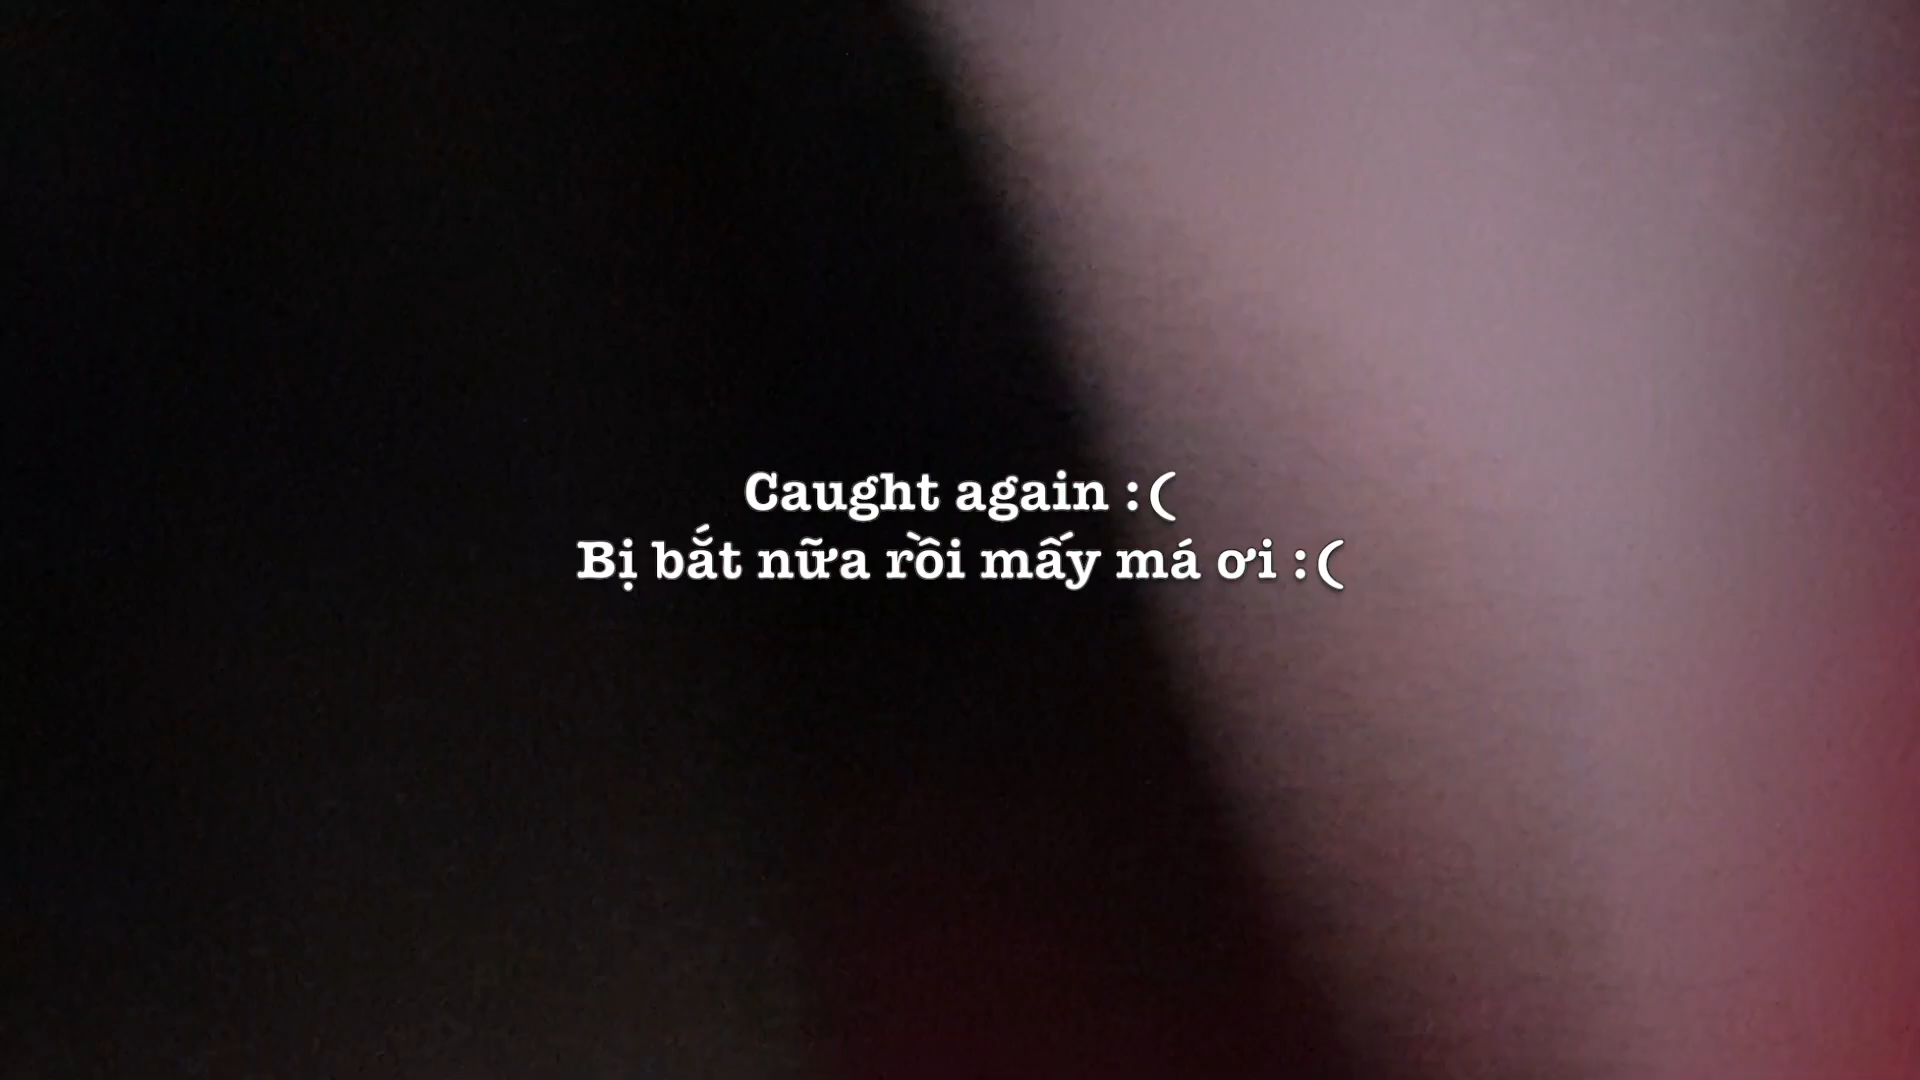 Caught again :(
Bị bắt nữa rồi mấy má ơi :(